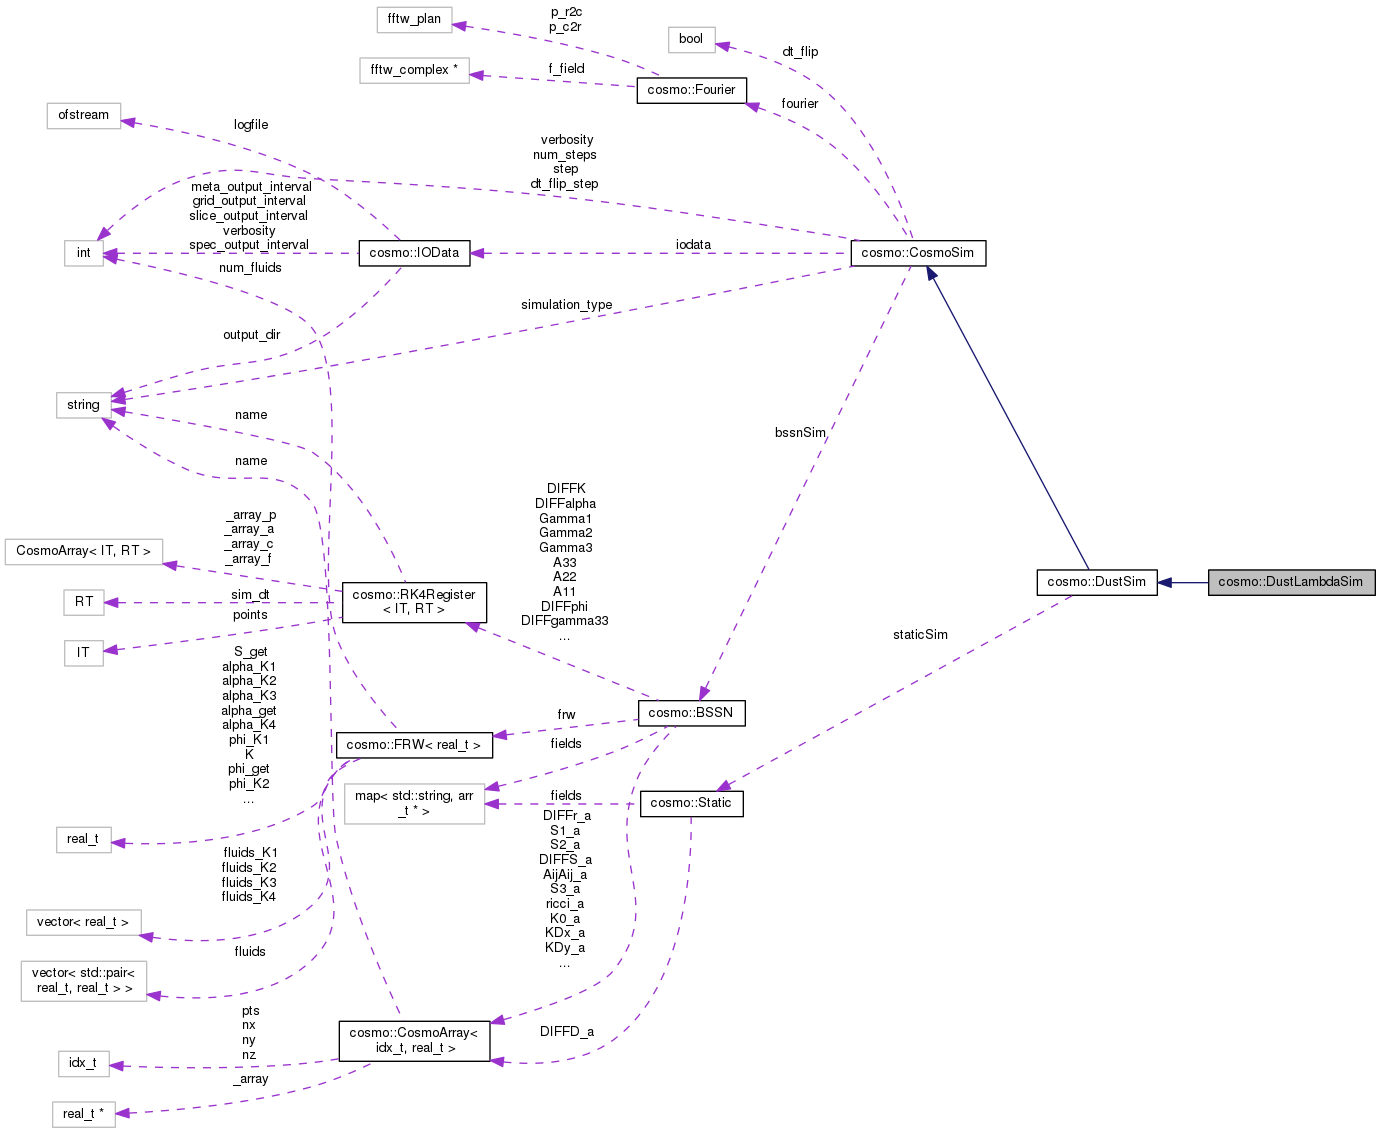 fftw_plan
p_r2c
p_c2r
bool
dt_flip
fftw_complex *
f_field
cosmo::Fourier
fourier
ofstream
logfile
verbosity
num_steps
step
dt_flip_step
meta_output_interval
grid_output_interval
slice_output_interval
verbosity
spec_output_interval
int
cosmo::IOData
iodata
cosmo::CosmoSim
num_fluids
simulation_type
output_dir
string
name
bssnSim
name
DIFFK
DIFFalpha
Gamma1
Gamma2
Gamma3
A33
A22
A11
DIFFphi
DIFFgamma33
...
_array_p
_array_a
_array_c
_array_f
CosmoArray< IT, RT >
cosmo::RK4Register
< IT, RT >
RT
sim_dt
points
IT
cosmo::DustSim
cosmo::DustLambdaSim
staticSim
S_get
alpha_K1
alpha_K2
alpha_K3
alpha_get
alpha_K4
phi_K1
K
phi_get
phi_K2
...
frw
cosmo::BSSN
cosmo::FRW< real_t >
fields
map< std::string, arr
_t * >
fields
cosmo::Static
real_t
DIFFr_a
S1_a
S2_a
DIFFS_a
AijAij_a
S3_a
ricci_a
K0_a
KDx_a
KDy_a
...
fluids_K1
fluids_K2
fluids_K3
fluids_K4
vector< real_t >
fluids
vector< std::pair<
real_t, real_t > >
pts
nx
ny
nz
cosmo::CosmoArray<
idx_t, real_t >
DIFFD_a
idx_t
_array
real_t *